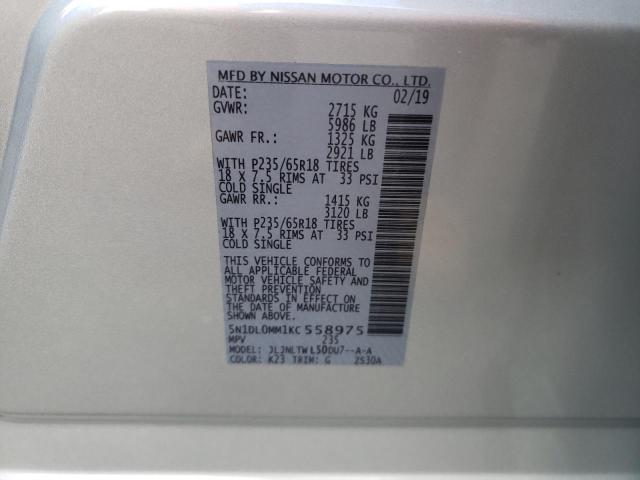 MFD BY NISSAN MOTOR CO., LTD.
DATE: 02/19
GVWR: 2715 KG
5986 LB
GAWR FR.: 1325 KG
2921 LB
WITH P235/65R18 TIRES
18 X 7.5 RIMS AT 33 PSI
COLD SINGLE
GAWR RR.: 1415 KG
3120 LB
WITH P235/65R18 TIRES
18 X 7.5 RIMS AT 33 PSI
COLD SINGLE
THIS VEHICLE CONFORMS TO
ALL APPLICABLE FEDERAL
MOTOR VEHICLE SAFETY AND
THEFT PREVENTION
STANDARDS IN EFFECT ON
THE DATE OF MANUFACTURE
SHOWN ABOVE.
5N1DL0MM1KC558975
MPV 235
MODEL: JLJNLTW L50DU7--A-A
COLOR: K23 TRIM: G 2S30A